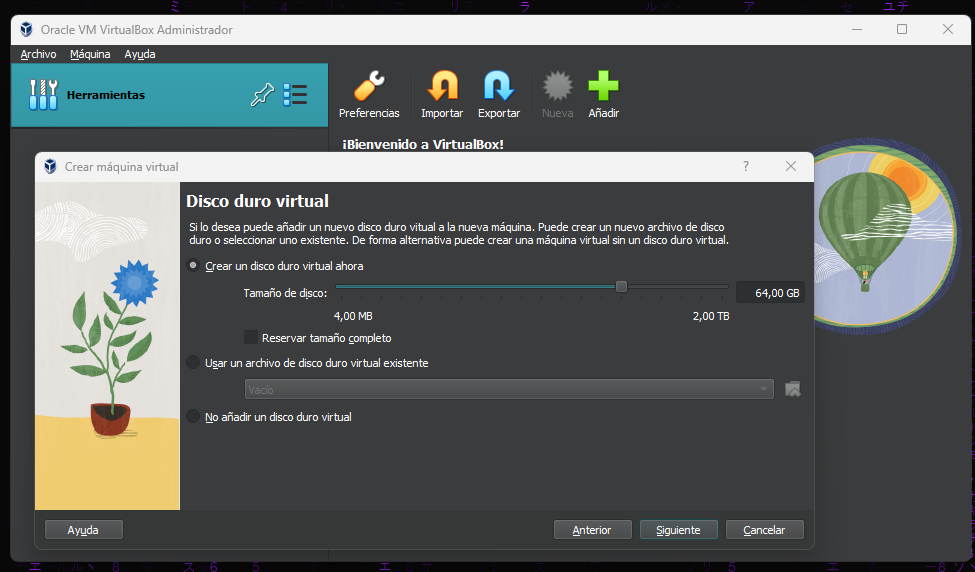 Oracle VM VirtualBox Administrador
Archivo Máquina Ayuda
Herramientas
Preferencias Importar Exportar Nueva Añadir
¡Bienvenido a VirtualBox!
Crear máquina virtual
?
Disco duro virtual
Si lo desea puede añadir un nuevo disco duro vitual a la nueva máquina. Puede crear un nuevo archivo de disco
duro o seleccionar uno existente. De forma alternativa puede crear una máquina virtual sin un disco duro virtual.
Crear un disco duro virtual ahora
Tamaño de disco:
64,00 GB
4,00 MB 2,00 TB
Reservar tamaño completo
Usar un archivo de disco duro virtual existente
Vacío
No añadir un disco duro virtual
Ayuda Anterior Siguiente Cancelar